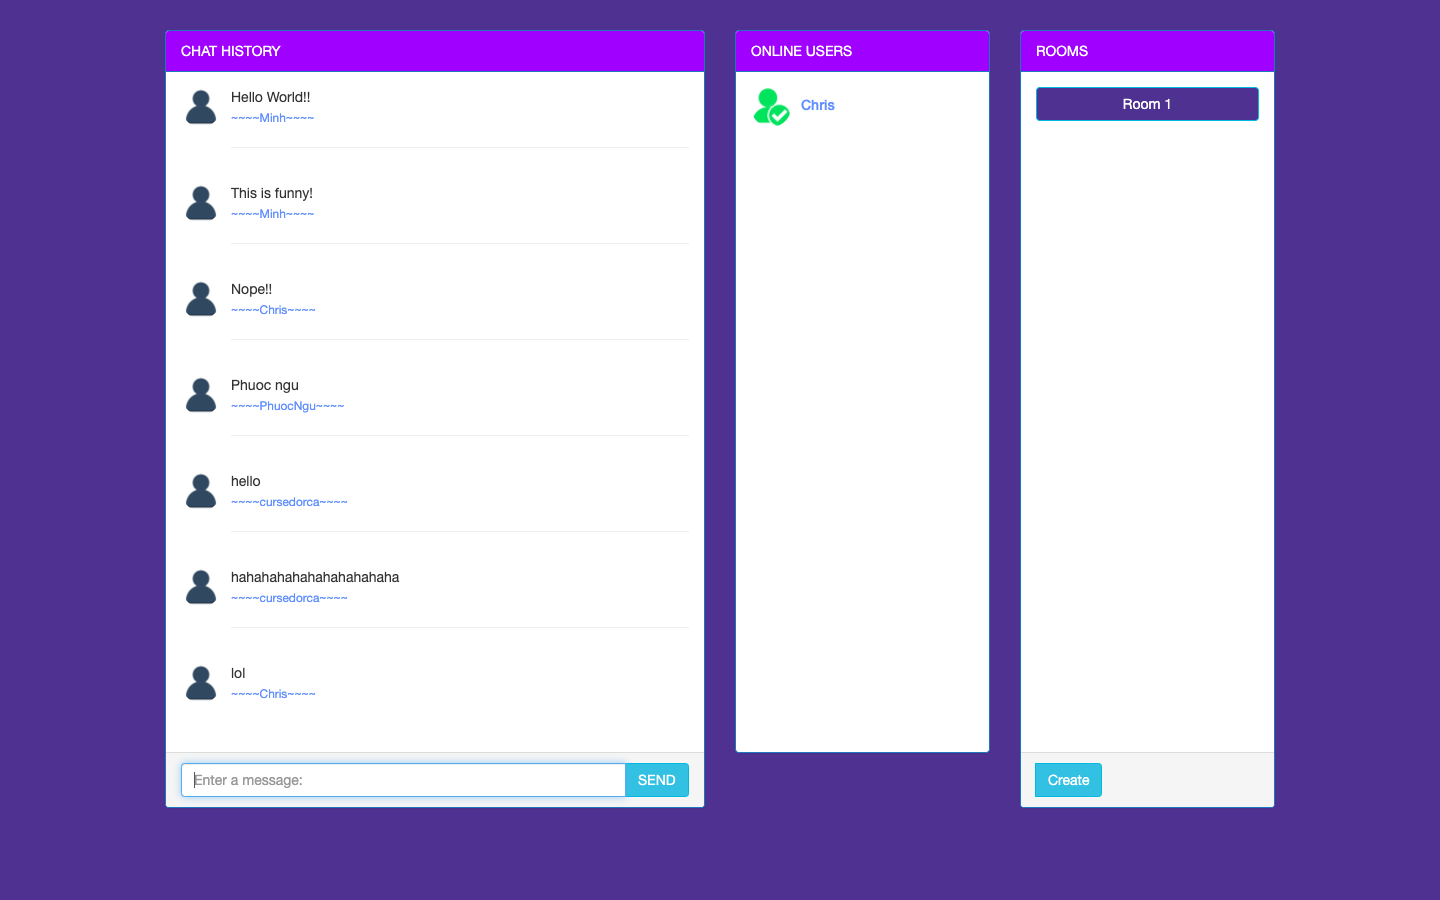 CHAT HISTORY
Hello World!!
~~~~Minh~~~~
This is funny!
~~~~Minh~~~~
Nope!!
~~~~Chris~~~~
Phuoc ngu
~~~~PhuocNgu~~~~
hello
~~~~cursedorca~~~~
hahahahahahahahahaha
~~~~cursedorca~~~~
lol
~~~~Chris~~~~
Enter a message:
SEND
ONLINE USERS
Chris
ROOMS
Room 1
Create